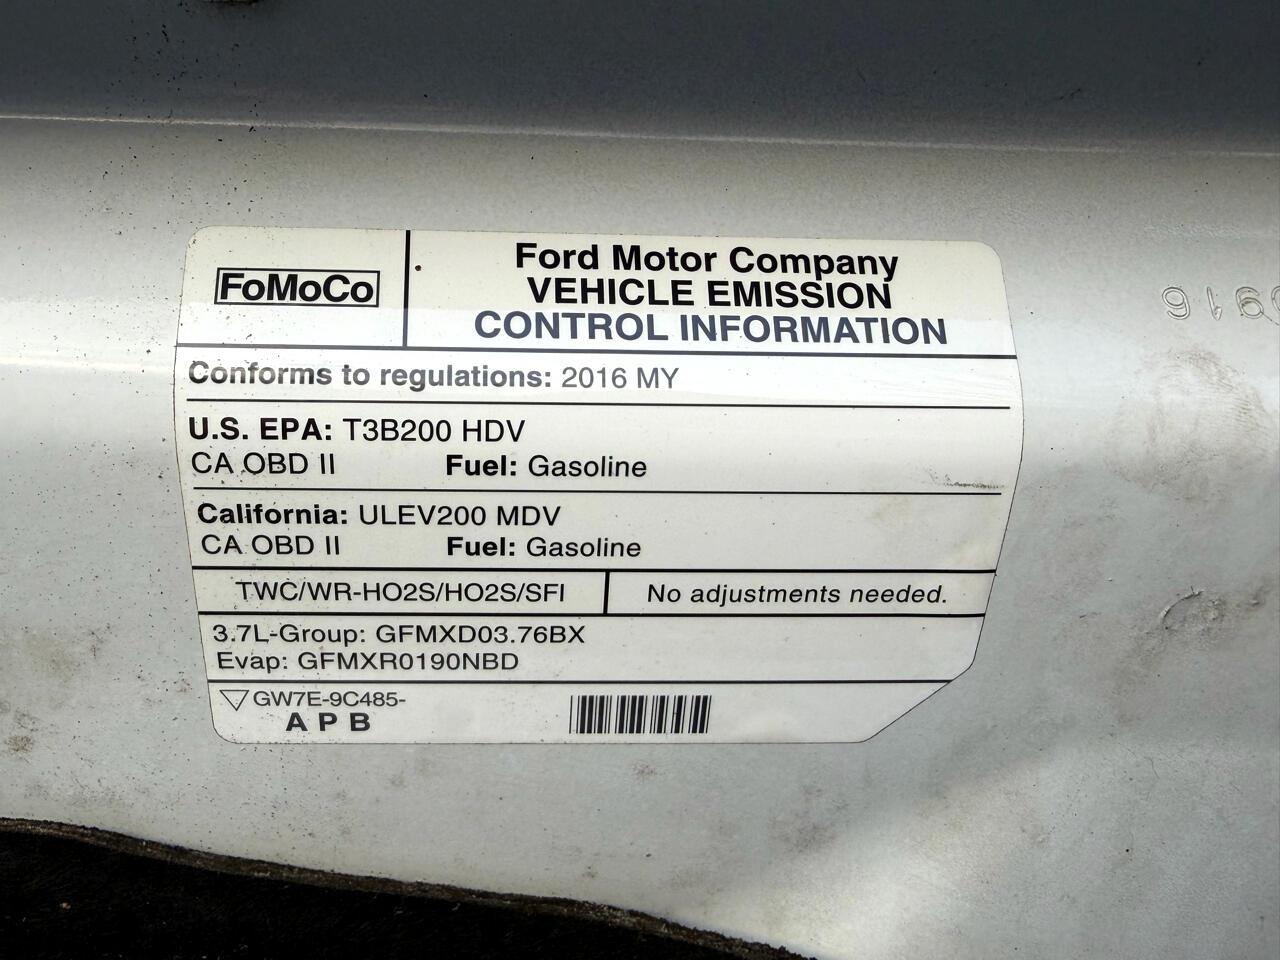 FoMoCo
Ford Motor Company
VEHICLE EMISSION
CONTROL INFORMATION
Conforms to regulations: 2016 MY
U.S. EPA: T3B200 HDV
CA OBD II Fuel: Gasoline
California: ULEV200 MDV
CA OBD II Fuel: Gasoline
TWC/WR-HO2S/HO2S/SFI
No adjustments needed.
3.7L-Group: GFMXD03.76BX
Evap: GFMXR0190NBD
GW7E-9C485-
A P B